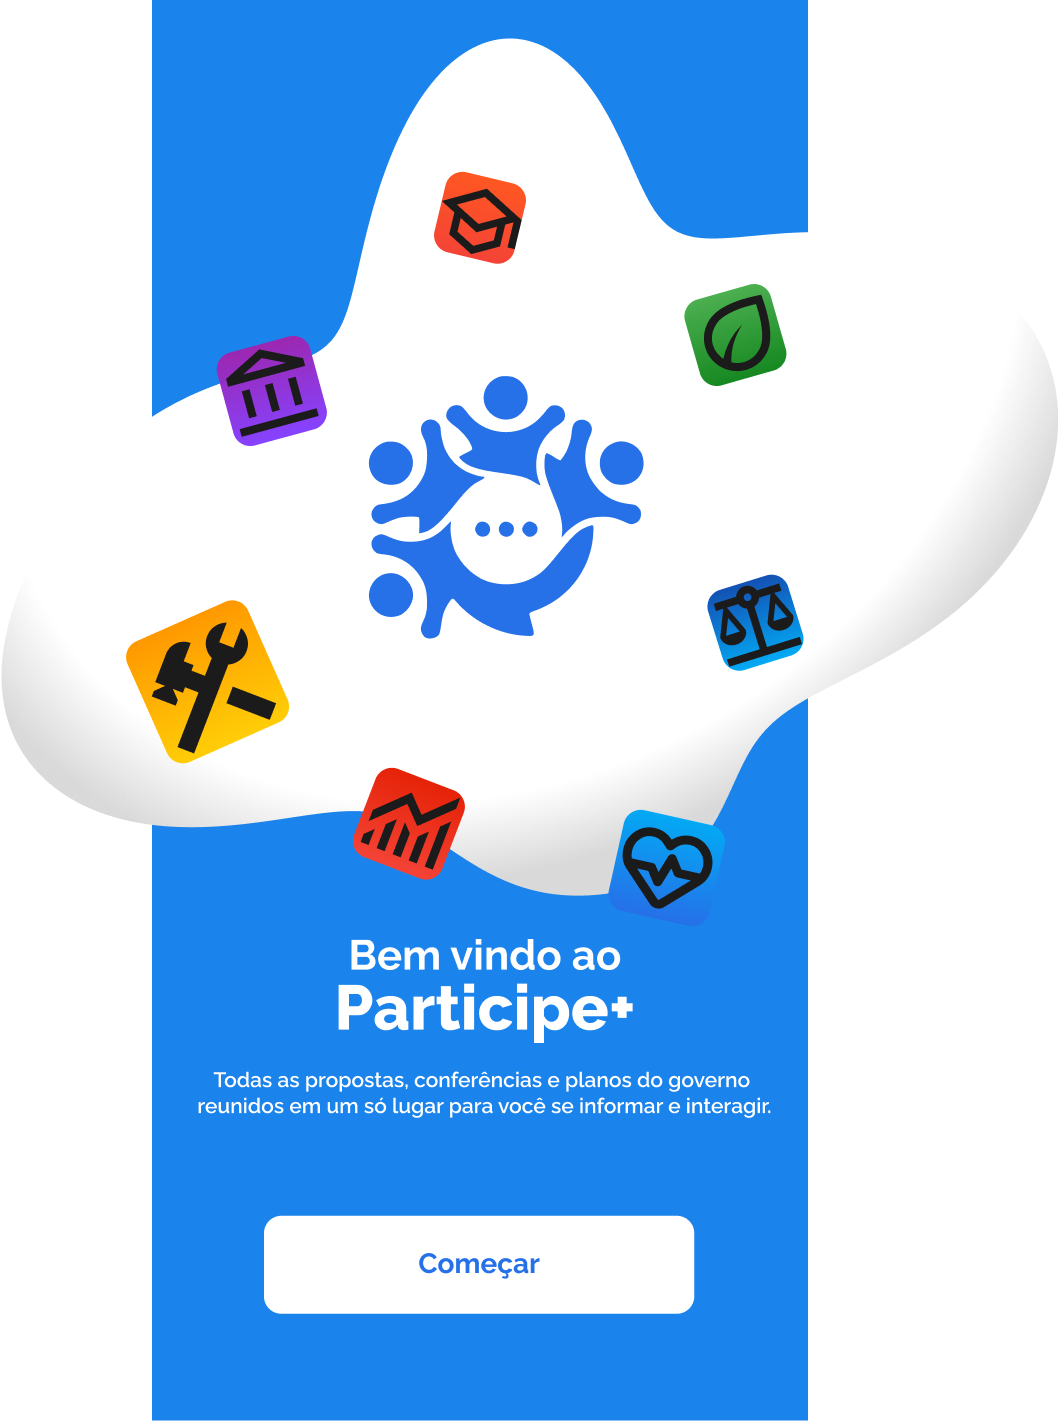 Bem vindo ao
Participe+
Todas as propostas, conferências e planos do governo
reunidos em um só lugar para você se informar e interagir.
Começar